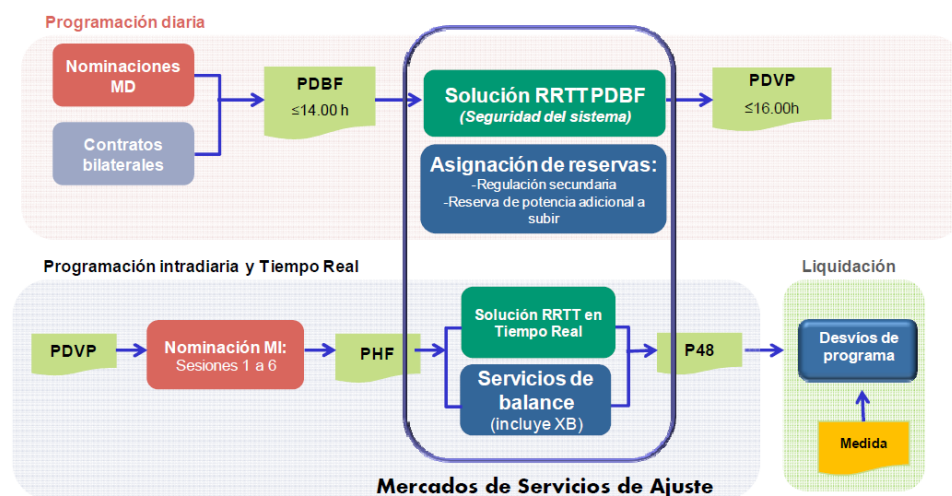 Programación diaria
Nominaciones
MD
Contratos
bilaterales
PDBF
≤14.00 h
Solución RRTT PDBF
(Seguridad del sistema)
Asignación de reservas:
-Regulación secundaria
-Reserva de potencia adicional a
subir
PDVP
≤16.00h
Programación intradiaria y Tiempo Real
PDVP
Nominación MI:
Sesiones 1 a 6
PHF
Solución RRTT en
Tiempo Real
Servicios de
balance
(incluye XB)
P48
Liquidación
Desvíos de
programa
Medida
Mercados de Servicios de Ajuste